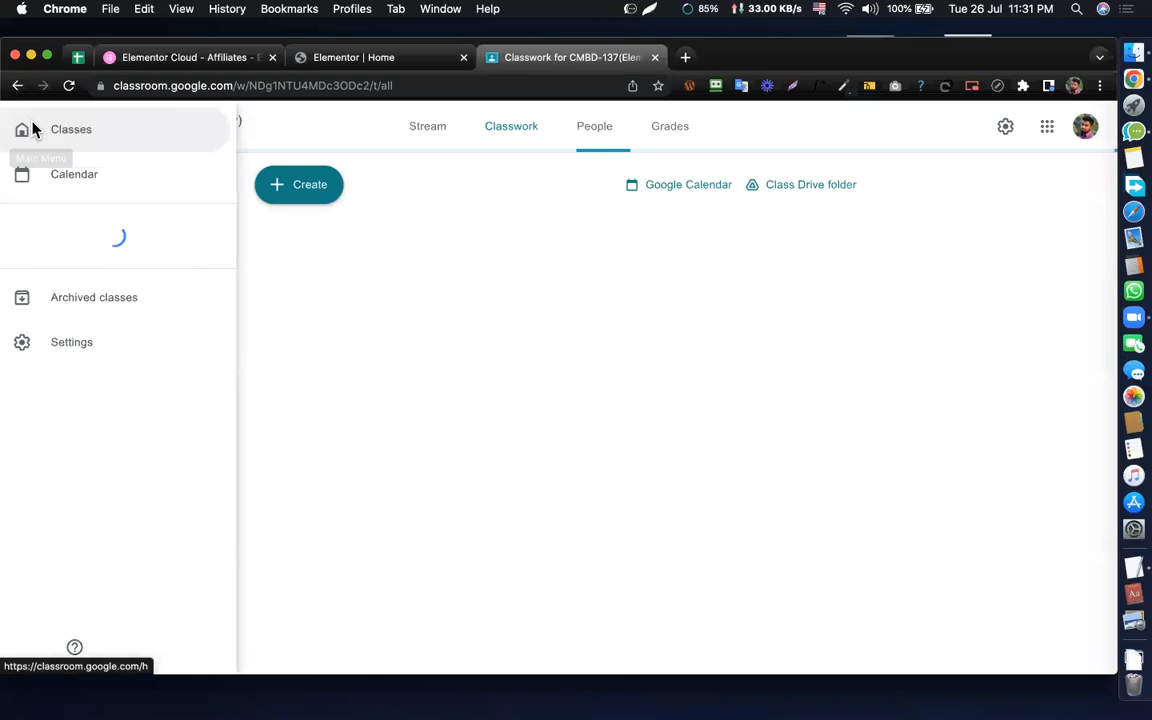 Chrome File Edit View History Bookmarks Profiles Tab Window Help 85% 33.00 KB/s 100% Tue 26 Jul 11:31 PM
Elementor Cloud - Affiliates - E
Elementor | Home
Classwork for CMBD-137(Elem
classroom.google.com/w/NDg1NTU4MDc3ODc2/t/all
Classes
Main Menu
Calendar
Archived classes
Settings
)
Stream
Classwork
People
Grades
Create
Google Calendar
Class Drive folder
https://classroom.google.com/h